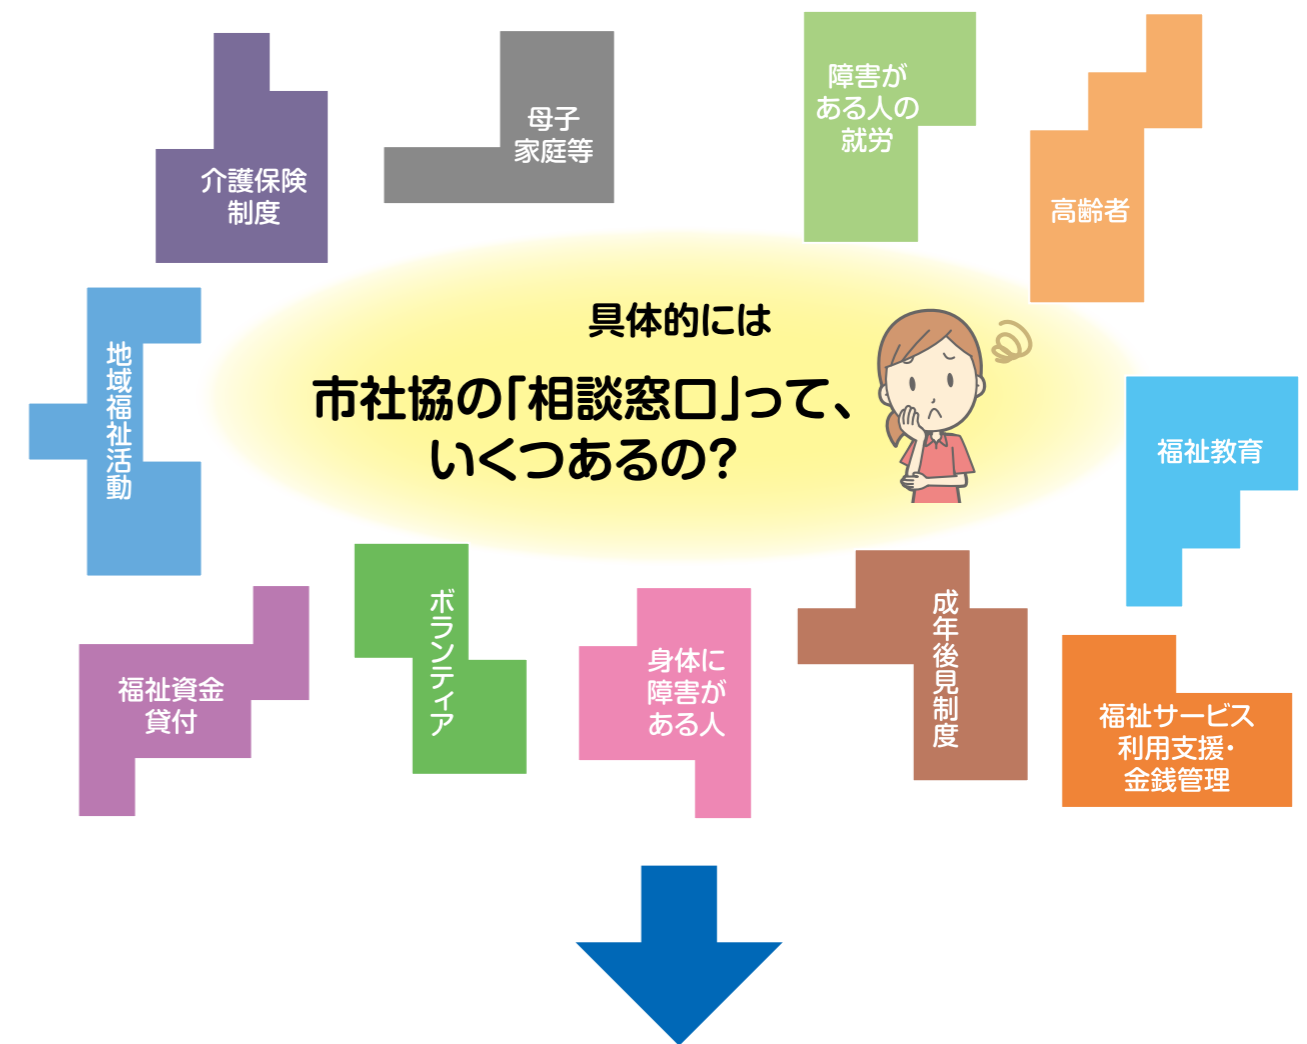 介護保険
制度
母子
家庭等
障害が
ある人の
就労
高齢者
具体的には
市社協の「相談窓口」って、
いくつあるの？
地域福祉活動
福祉教育
福祉資金
貸付
ボランティア
身体に
障害が
ある人
成年後見制度
福祉サービス
利用支援・
金銭管理